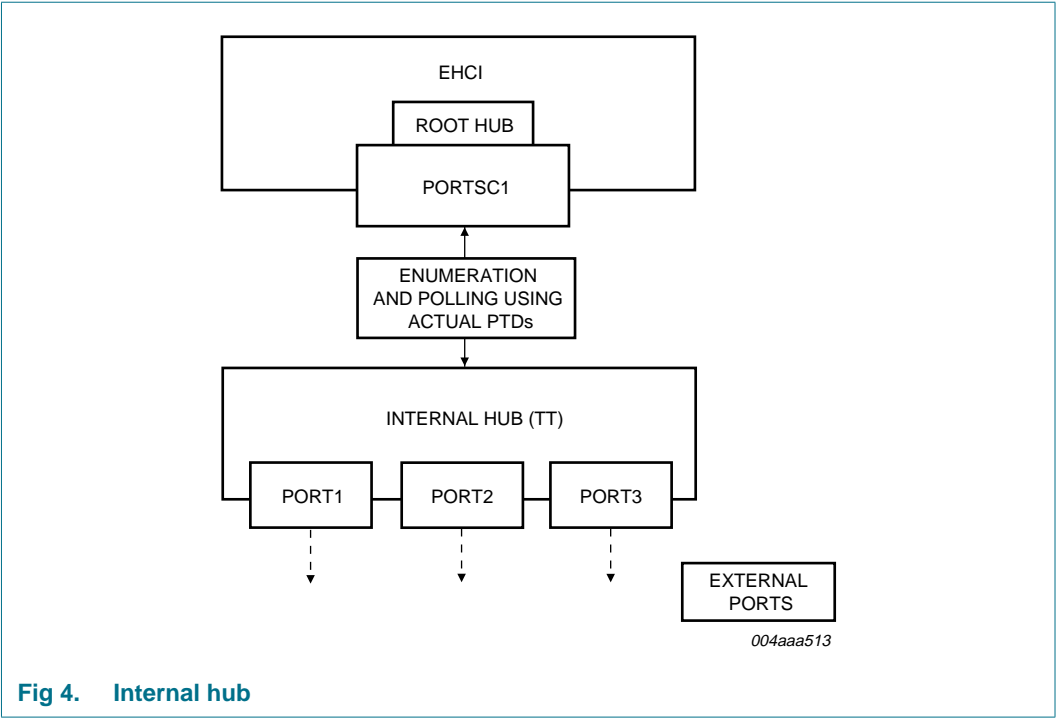 EHCI
ROOT HUB
PORTSC1
ENUMERATION
AND POLLING USING
ACTUAL PTDs
INTERNAL HUB (TT)
PORT1 PORT2 PORT3
EXTERNAL
PORTS
004aaa513
Fig 4. Internal hub